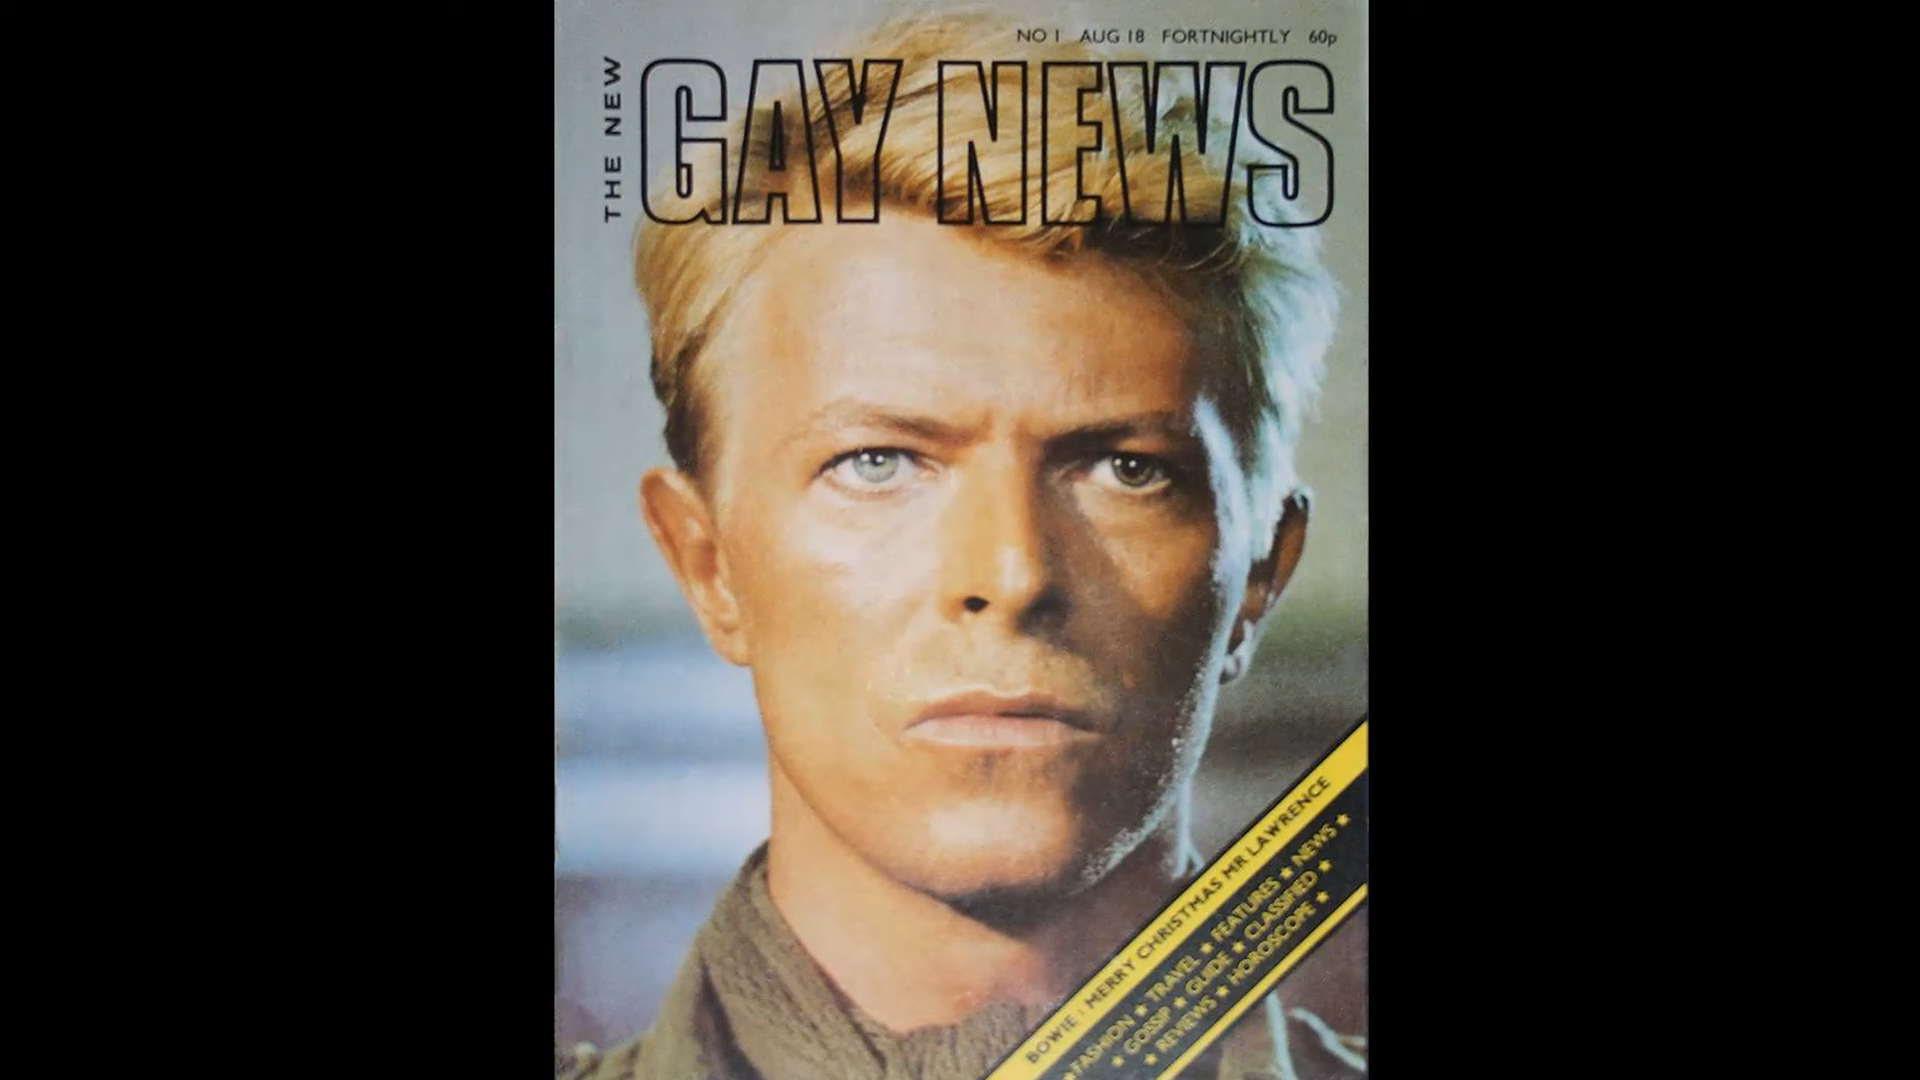 NO 1 AUG 18 FORTNIGHTLY 60p
THE NEW
GAY NEWS
BOWIE: MERRY CHRISTMAS MR LAWRENCE
★FASHION ★ TRAVEL ★ FEATURES ★ NEWS ★
★ GOSSIP ★ GUIDE ★ CLASSIFIED ★
★ REVIEWS ★ HOROSCOPE ★